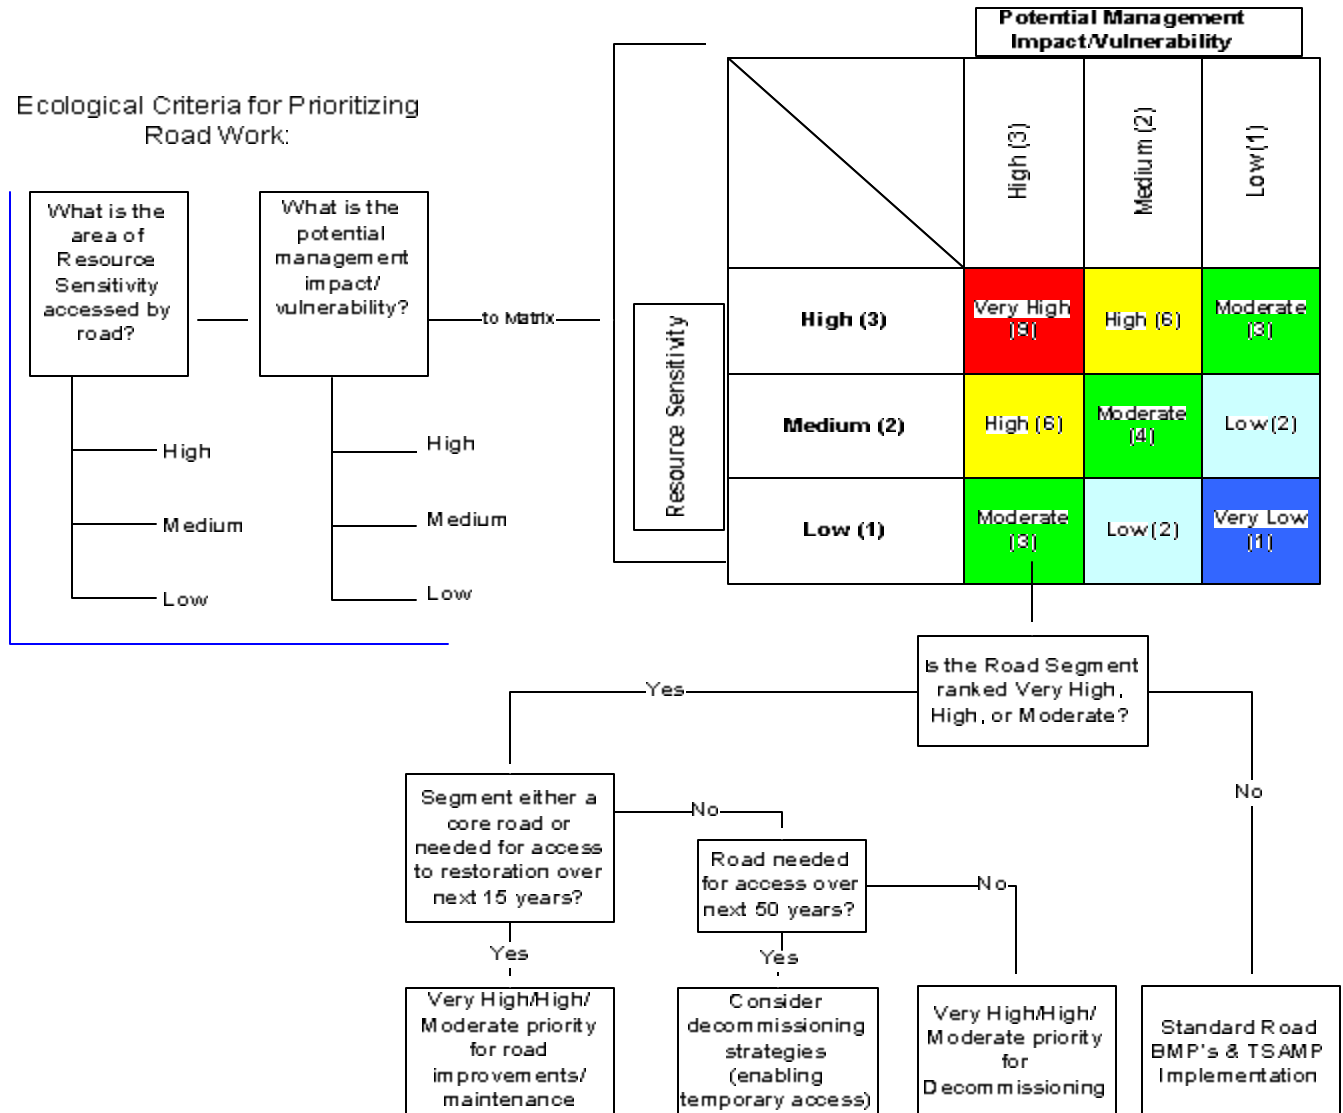 Potential Management
Impact/Vulnerability
Ecological Criteria for Prioritizing
Road Work:
What is the
area of
Resource
Sensitivity
accessed by
road?
High
Medium
Low
What is the
potential
management
impact/
vulnerability?
High
Medium
Low
to Matrix
Resource Sensitivity
High (3)
Medium (2)
Low (1)
High (3)
Very High
(9)
High (6)
Moderate
(3)
Medium (2)
High (6)
Moderate
(4)
Low (2)
Low (1)
Moderate
(3)
Low (2)
Very Low
(1)
Is the Road Segment
ranked Very High,
High, or Moderate?
Yes
No
Segment either a
core road or
needed for access
to restoration over
next 15 years?
No
Road needed
for access over
next 50 years?
No
Yes
Yes
Very High/High/
Moderate priority
for road
improvements/
maintenance
Consider
decommissioning
strategies
(enabling
temporary access)
Very High/High/
Moderate priority
for
Decommissioning
Standard Road
BMP's & TSAMP
Implementation